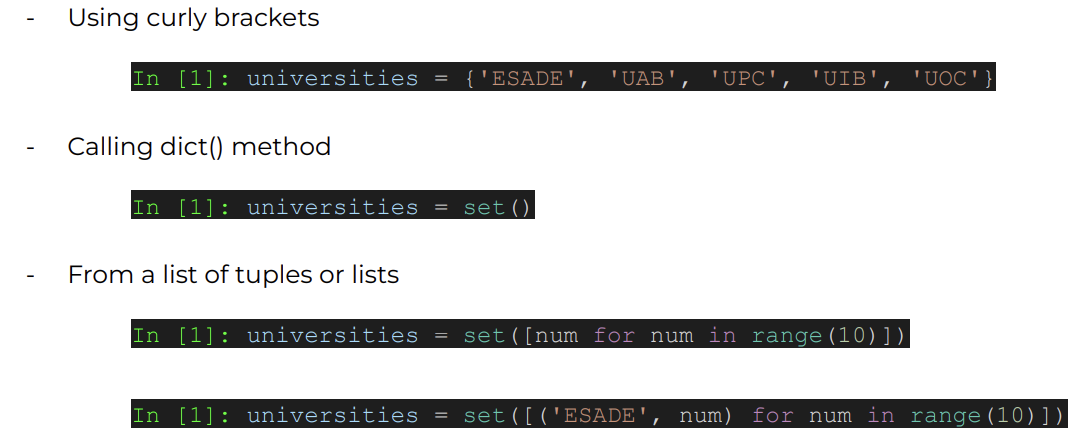 - Using curly brackets
In [1]: universities = {'ESADE', 'UAB', 'UPC', 'UIB', 'UOC'}
- Calling dict() method
In [1]: universities = set()
- From a list of tuples or lists
In [1]: universities = set([num for num in range(10)])
In [1]: universities = set([('ESADE', num) for num in range(10)])